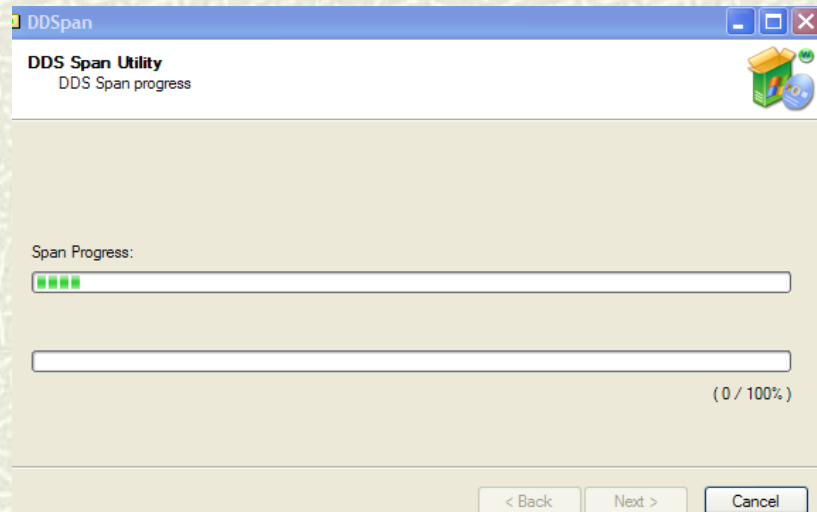 DDSpan
DDS Span Utility
DDS Span progress
Span Progress:
( 0 / 100% )
< Back Next > Cancel